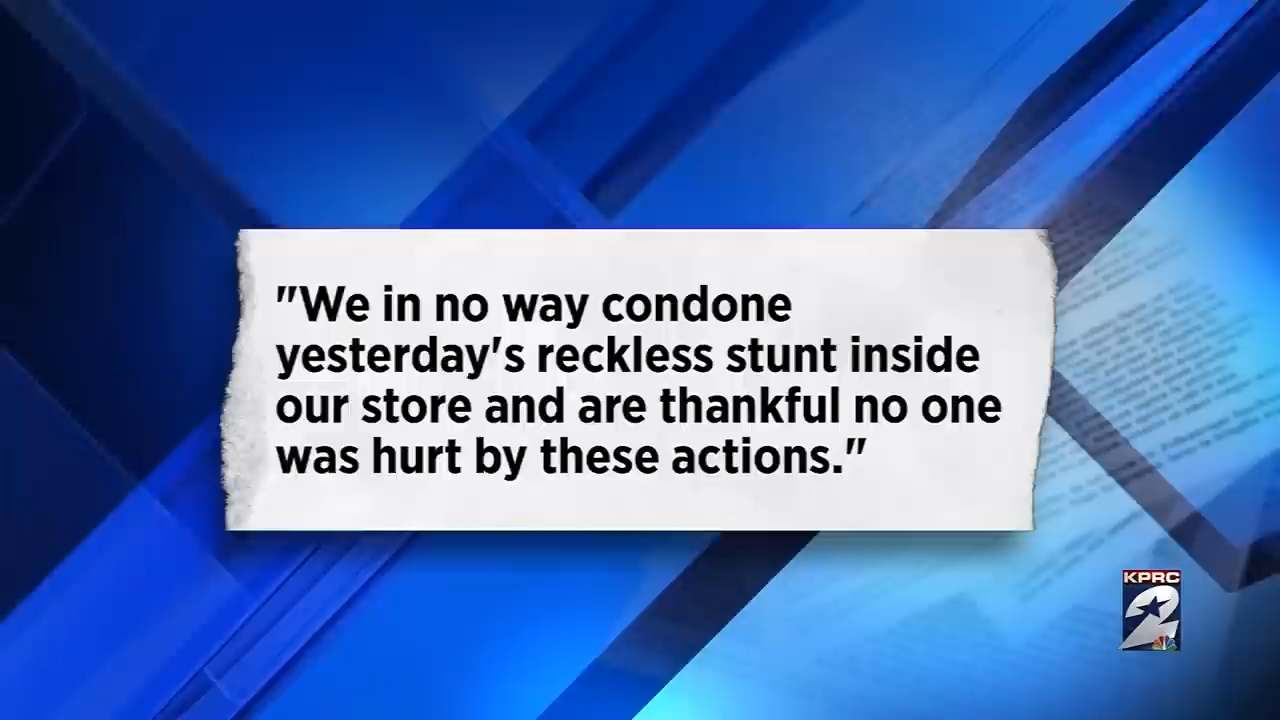 "We in no way condone
yesterday's reckless stunt inside
our store and are thankful no one
was hurt by these actions."
KPRC
2